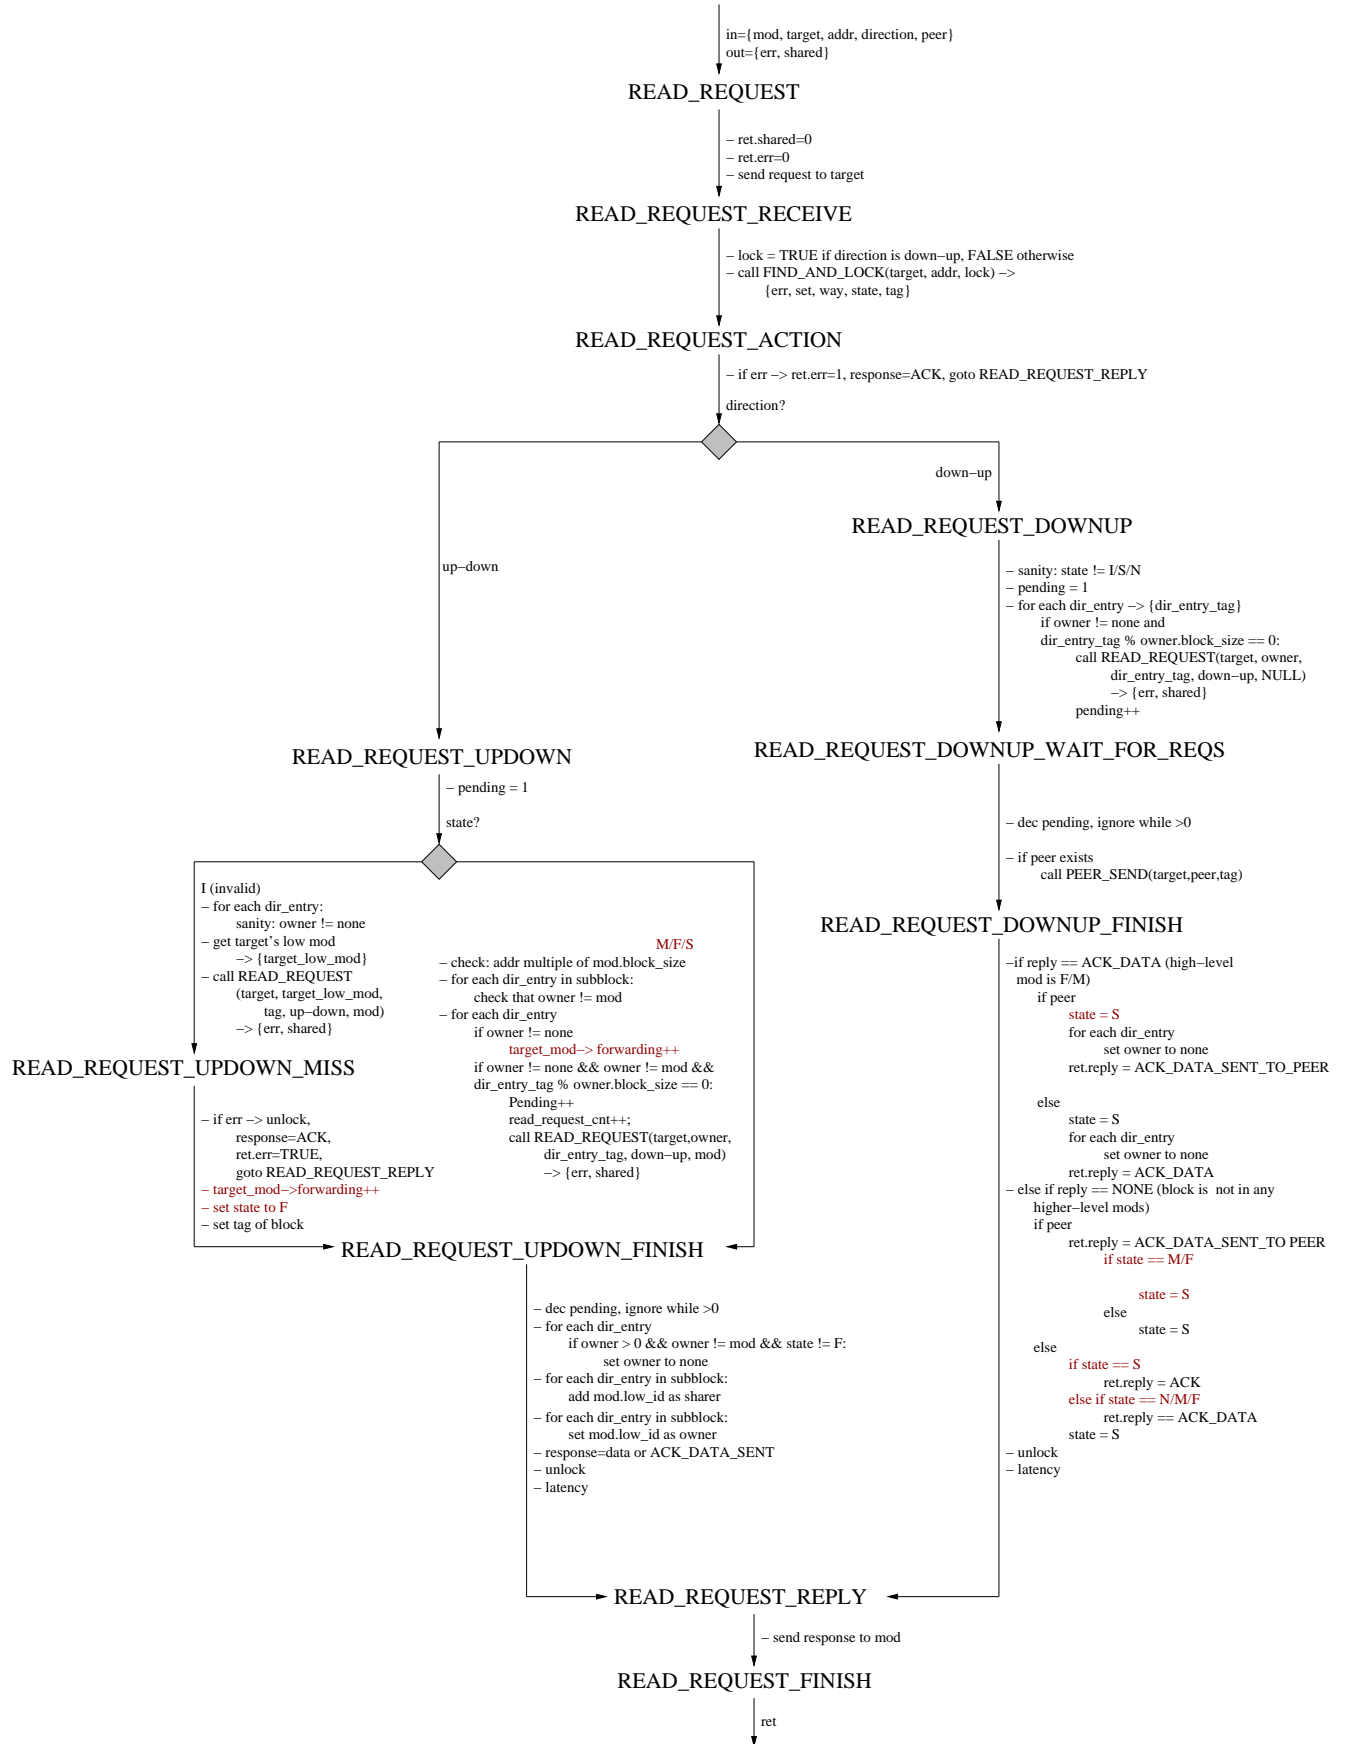 in={mod, target, addr, direction, peer}
out={err, shared}
READ_REQUEST
– ret.shared=0
– ret.err=0
– send request to target
READ_REQUEST_RECEIVE
– lock = TRUE if direction is down–up, FALSE otherwise
– call FIND_AND_LOCK(target, addr, lock) –>
{err, set, way, state, tag}
READ_REQUEST_ACTION
– if err –> ret.err=1, response=ACK, goto READ_REQUEST_REPLY
direction?
up–down
READ_REQUEST_UPDOWN
– pending = 1
state?
I (invalid)
– for each dir_entry:
sanity: owner != none
– get target's low mod
–> {target_low_mod}
– call READ_REQUEST
(target, target_low_mod,
tag, up–down, mod)
–> {err, shared}
READ_REQUEST_UPDOWN_MISS
– if err –> unlock,
response=ACK,
ret.err=TRUE,
goto READ_REQUEST_REPLY
– target_mod–>forwarding++
– set state to F
– set tag of block
M/F/S
– check: addr multiple of mod.block_size
– for each dir_entry in subblock:
check that owner != mod
– for each dir_entry
if owner != none
target_mod–> forwarding++
if owner != none && owner != mod &&
dir_entry_tag % owner.block_size == 0:
Pending++
read_request_cnt++;
call READ_REQUEST(target,owner,
dir_entry_tag, down–up, mod)
–> {err, shared}
READ_REQUEST_UPDOWN_FINISH
– dec pending, ignore while >0
– for each dir_entry
if owner > 0 && owner != mod && state != F:
set owner to none
– for each dir_entry in subblock:
add mod.low_id as sharer
– for each dir_entry in subblock:
set mod.low_id as owner
– response=data or ACK_DATA_SENT
– unlock
– latency
down–up
READ_REQUEST_DOWNUP
– sanity: state != I/S/N
– pending = 1
– for each dir_entry –> {dir_entry_tag}
if owner != none and
dir_entry_tag % owner.block_size == 0:
call READ_REQUEST(target, owner,
dir_entry_tag, down–up, NULL)
–> {err, shared}
pending++
READ_REQUEST_DOWNUP_WAIT_FOR_REQS
– dec pending, ignore while >0
– if peer exists
call PEER_SEND(target,peer,tag)
READ_REQUEST_DOWNUP_FINISH
–if reply == ACK_DATA (high–level
mod is F/M)
if peer
state = S
for each dir_entry
set owner to none
ret.reply = ACK_DATA_SENT_TO_PEER
else
state = S
for each dir_entry
set owner to none
ret.reply = ACK_DATA
– else if reply == NONE (block is not in any
higher–level mods)
if peer
ret.reply = ACK_DATA_SENT_TO PEER
if state == M/F
state = S
else
state = S
else
if state == S
ret.reply = ACK
else if state == N/M/F
ret.reply == ACK_DATA
state = S
– unlock
– latency
READ_REQUEST_REPLY
– send response to mod
READ_REQUEST_FINISH
ret